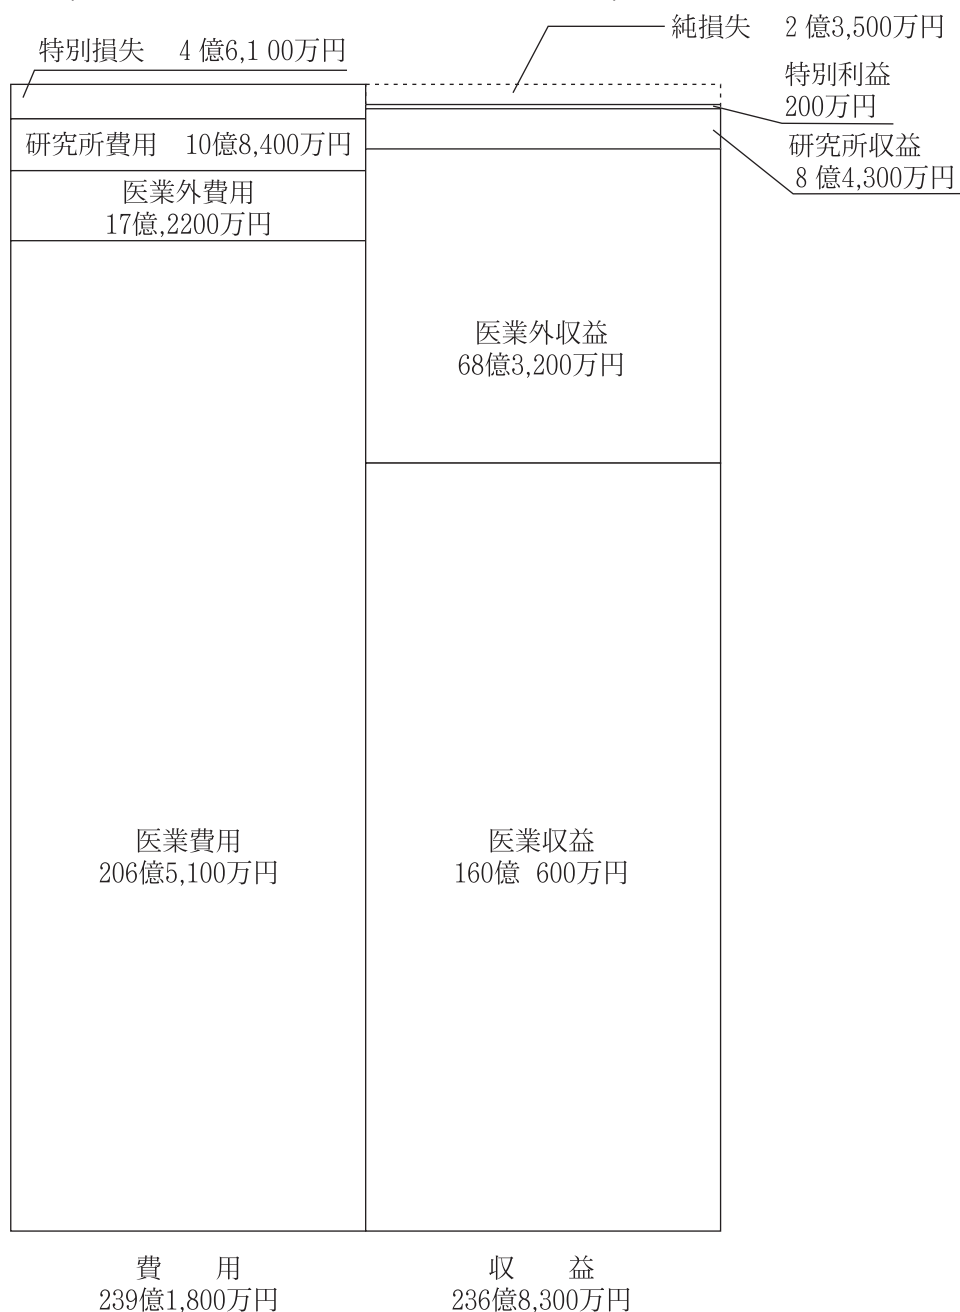 純損失 2 億3,500万円
特別損失 4 億6,1 00万円
特別利益
200万円
研究所費用 10億8,400万円
研究所収益
8 億4,300万円
医業外費用
17億,2200万円
医業外収益
68億3,200万円
医業費用
206億5,100万円
医業収益
160億 600万円
費 用
239億1,800万円
収 益
236億8,300万円